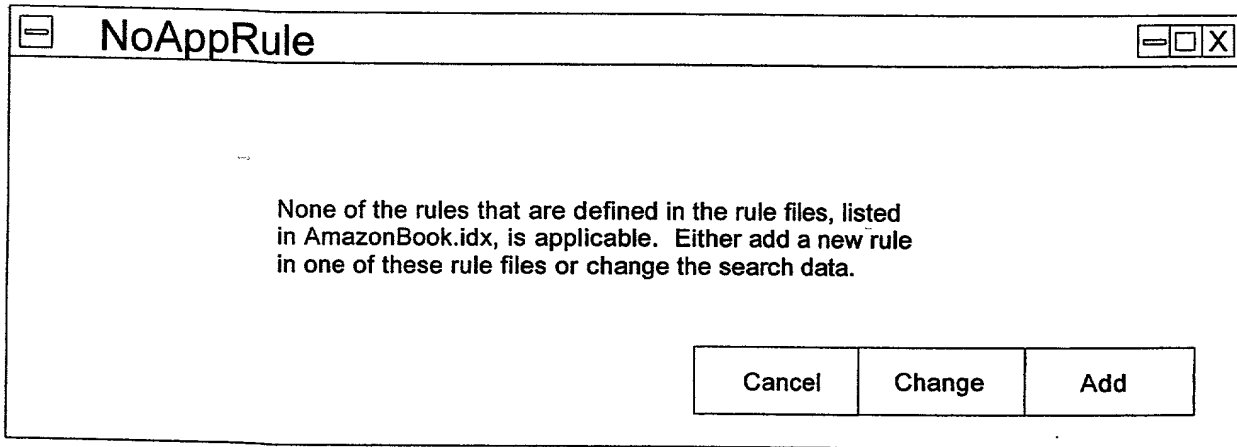 NoAppRule
X
None of the rules that are defined in the rule files, listed
in AmazonBook.idx, is applicable. Either add a new rule
in one of these rule files or change the search data.
Cancel Change Add